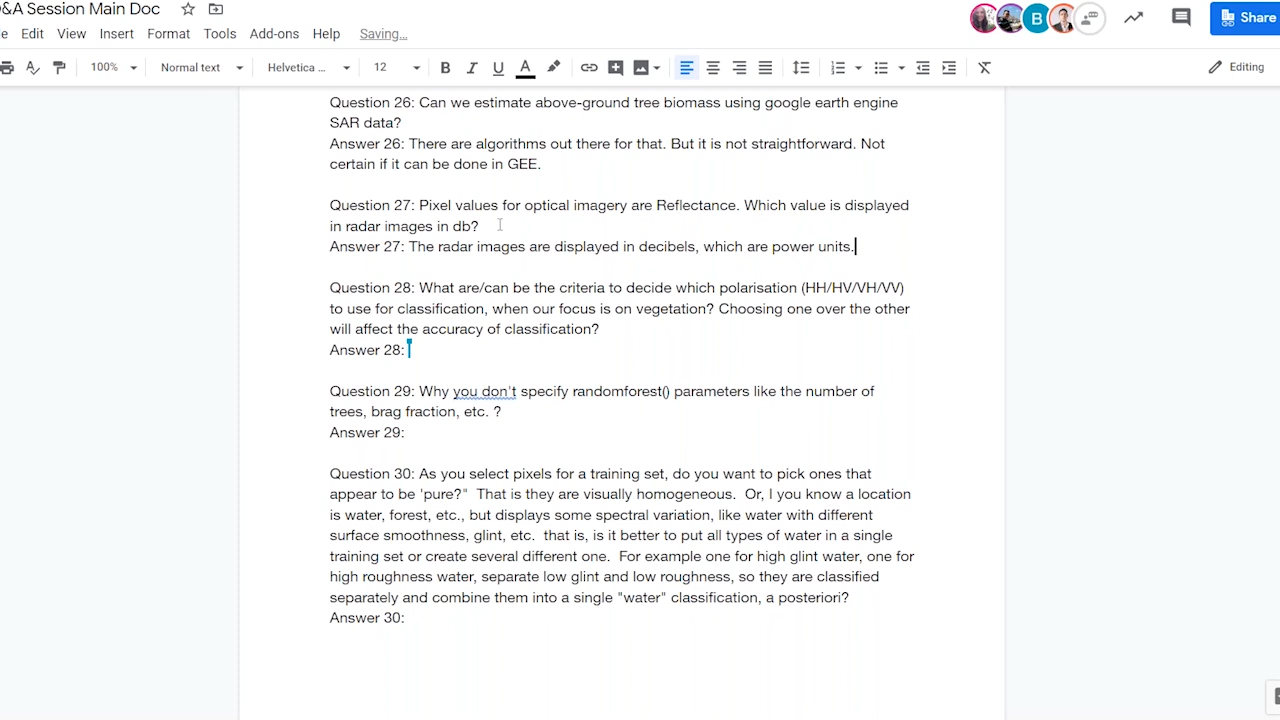 &A Session Main Doc
e Edit View Insert Format Tools Add-ons Help Saving...
B
Share
100% Normal text Helvetica ... 12 B I U A
Editing
Question 26: Can we estimate above-ground tree biomass using google earth engine
SAR data?
Answer 26: There are algorithms out there for that. But it is not straightforward. Not
certain if it can be done in GEE.
Question 27: Pixel values for optical imagery are Reflectance. Which value is displayed
in radar images in db?
Answer 27: The radar images are displayed in decibels, which are power units.
Question 28: What are/can be the criteria to decide which polarisation (HH/HV/VH/VV)
to use for classification, when our focus is on vegetation? Choosing one over the other
will affect the accuracy of classification?
Answer 28:
Question 29: Why you don't specify randomforest() parameters like the number of
trees, brag fraction, etc. ?
Answer 29:
Question 30: As you select pixels for a training set, do you want to pick ones that
appear to be 'pure?"  That is they are visually homogeneous.  Or, I you know a location
is water, forest, etc., but displays some spectral variation, like water with different
surface smoothness, glint, etc.  that is, is it better to put all types of water in a single
training set or create several different one.  For example one for high glint water, one for
high roughness water, separate low glint and low roughness, so they are classified
separately and combine them into a single "water" classification, a posteriori?
Answer 30: